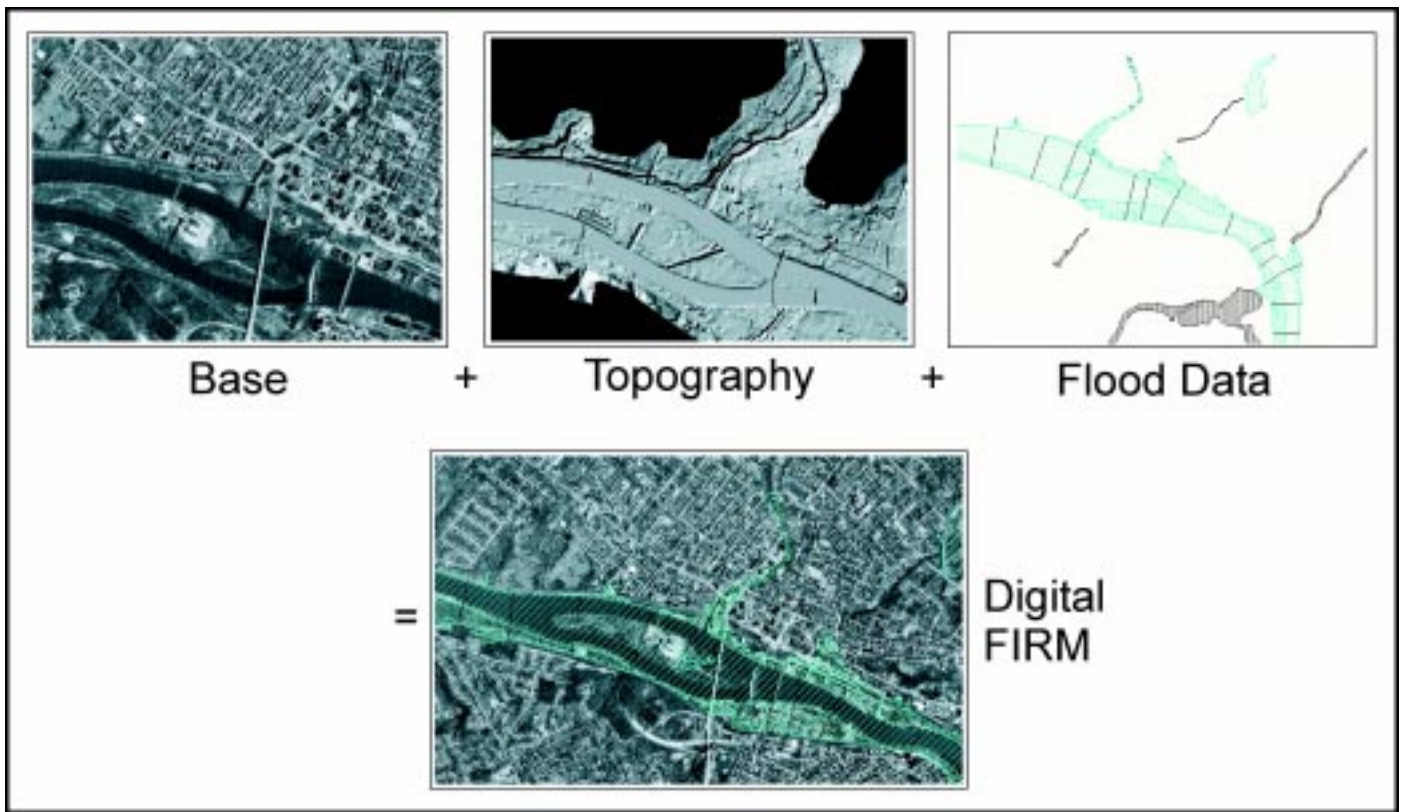 Base + Topography + Flood Data
= Digital
FIRM